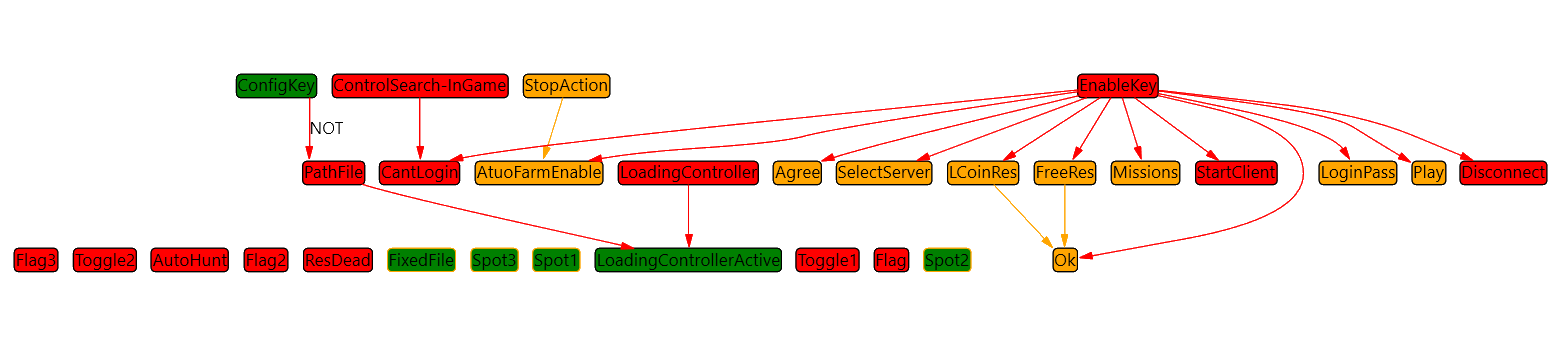 ConfigKey
ControlSearch-InGame
StopAction
EnableKey
NOT
PathFile
CantLogin
AtuoFarmEnable
LoadingController
Agree
SelectServer
LCoinRes
FreeRes
Missions
StartClient
LoginPass
Play
Disconnect
Flag3
Toggle2
AutoHunt
Flag2
ResDead
FixedFile
Spot3
Spot1
LoadingControllerActive
Toggle1
Flag
Spot2
Ok